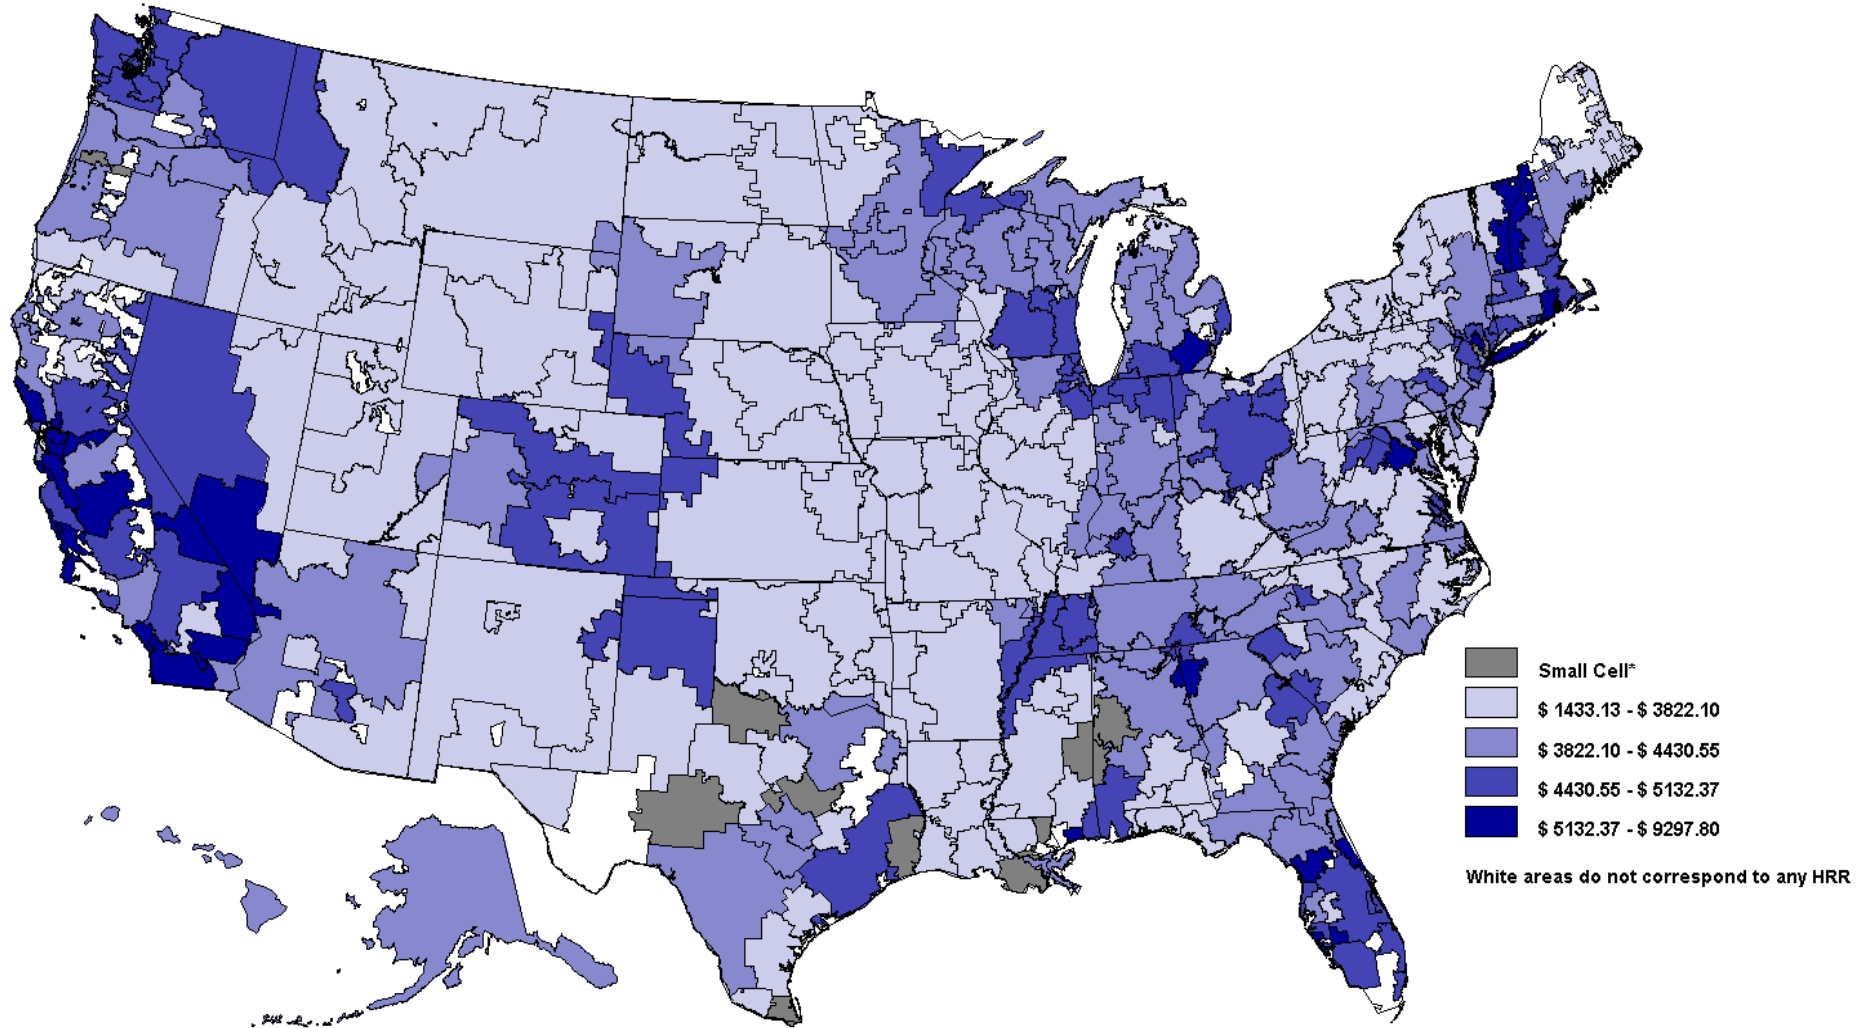 Small Cell*
$ 1433.13 - $ 3822.10
$ 3822.10 - $ 4430.55
$ 4430.55 - $ 5132.37
$ 5132.37 - $ 9297.80
White areas do not correspond to any HRR